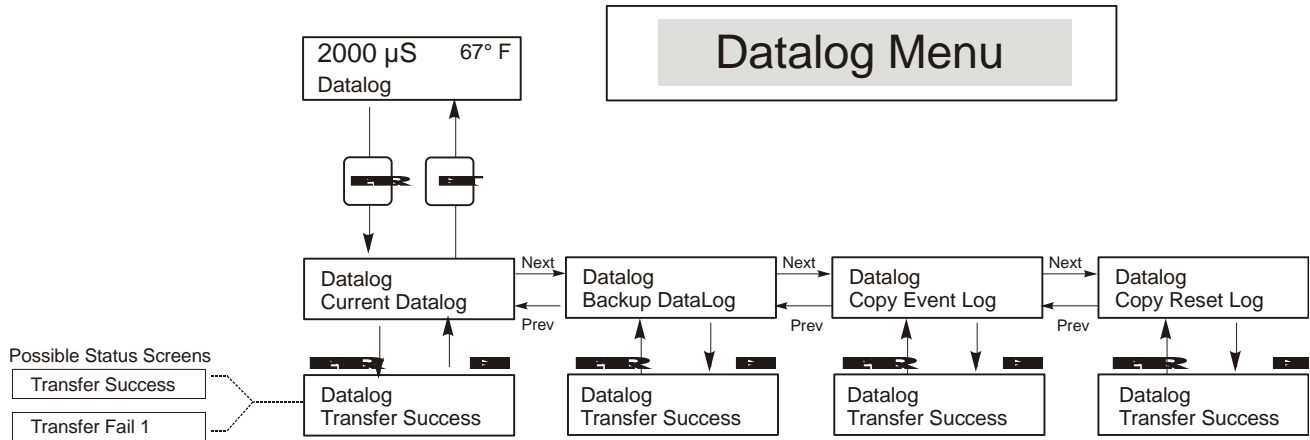 Datalog Menu
2000 µS 67° F
Datalog
Datalog
Current Datalog
Next
Prev
Datalog
Backup DataLog
Next
Prev
Datalog
Copy Event Log
Next
Prev
Datalog
Copy Reset Log
Possible Status Screens
Transfer Success
Transfer Fail 1
Datalog
Transfer Success
Datalog
Transfer Success
Datalog
Transfer Success
Datalog
Transfer Success